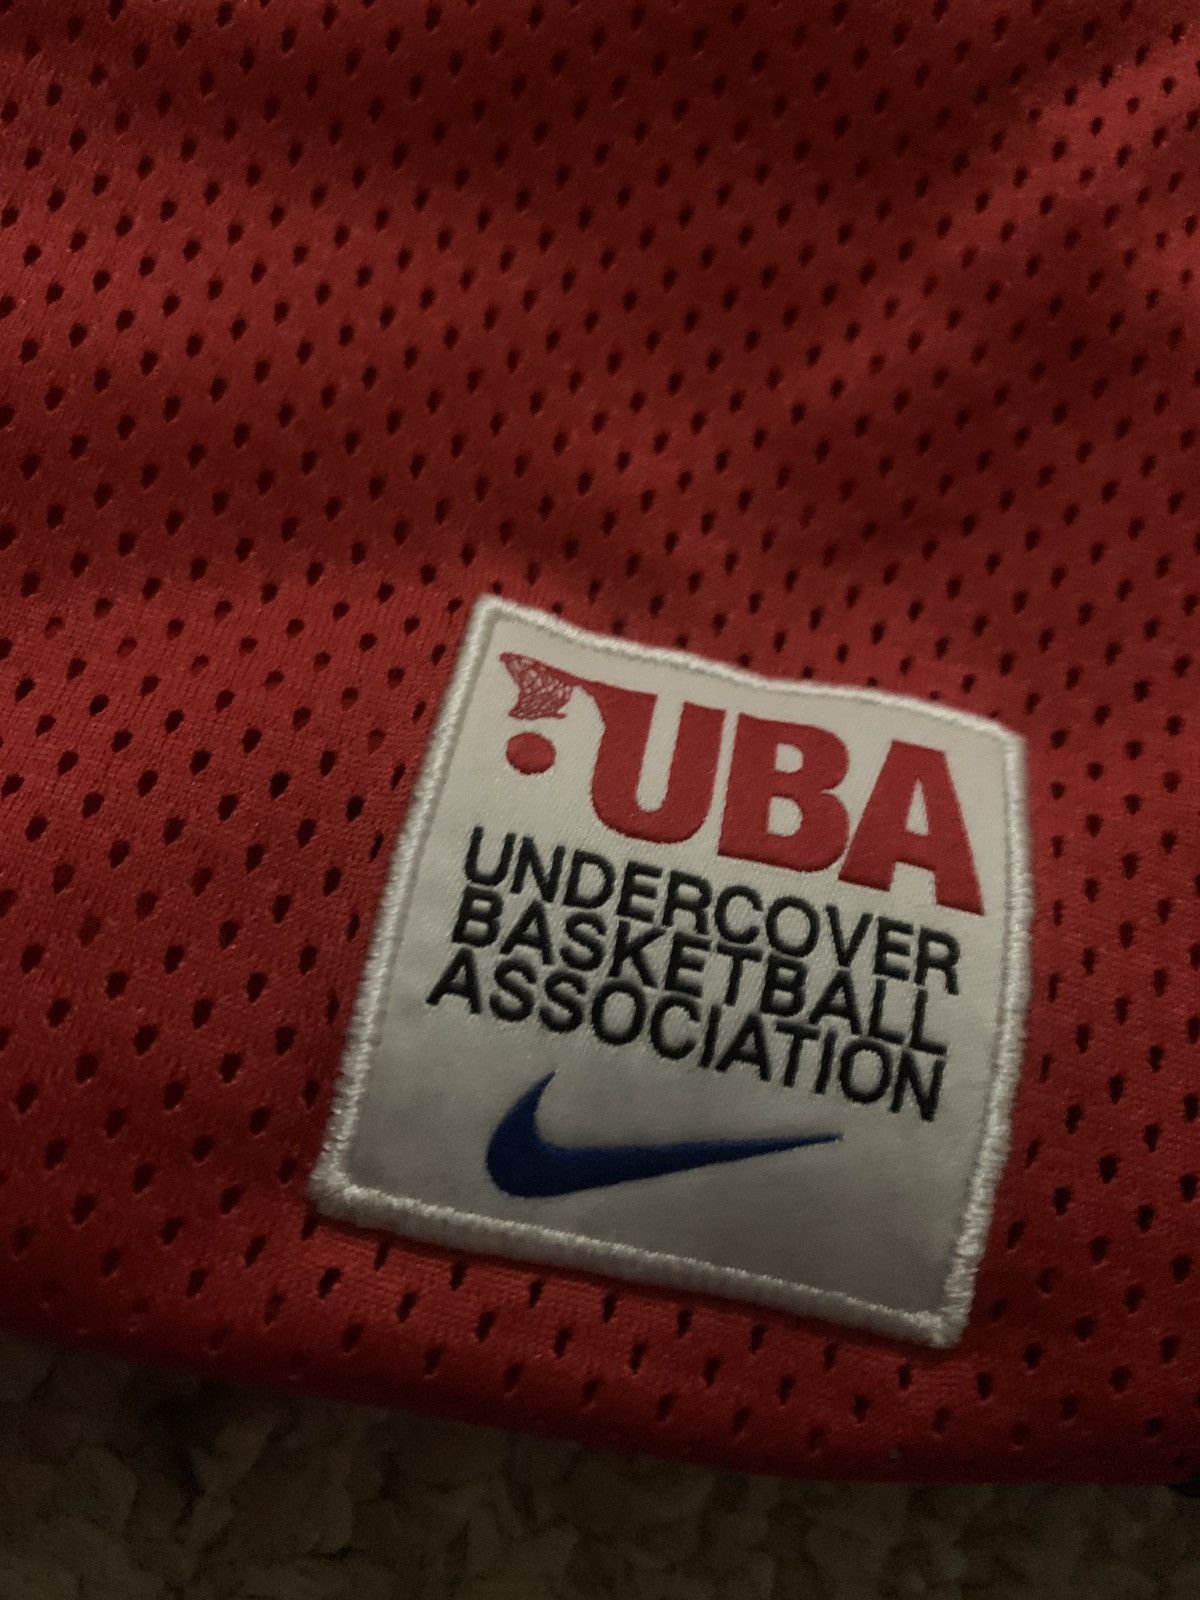 UBA
UNDERCOVER
BASKETBALL
ASSOCIATION